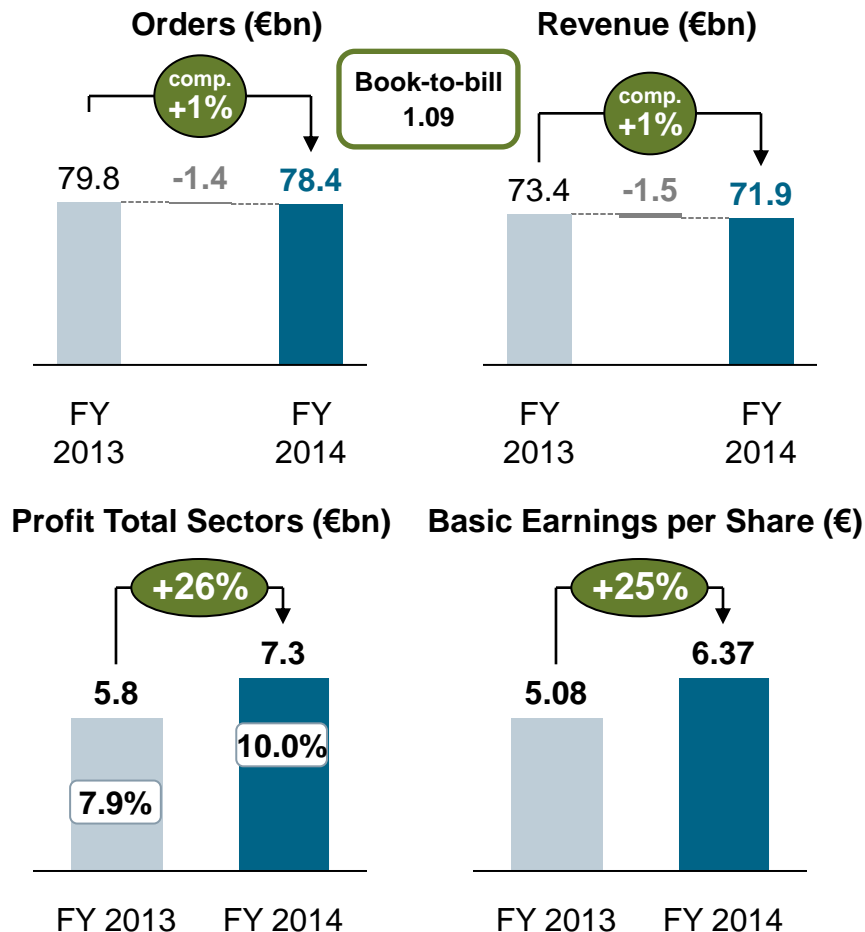 Orders (€bn)
comp.
+1%
79.8
-1.4
78.4
FY
2013
FY
2014
Book-to-bill
1.09
Revenue (€bn)
comp.
+1%
73.4
-1.5
71.9
FY
2013
FY
2014
Profit Total Sectors (€bn)
+26%
5.8
7.3
7.9%
10.0%
FY 2013
FY 2014
Basic Earnings per Share (€)
+25%
5.08
6.37
FY 2013
FY 2014